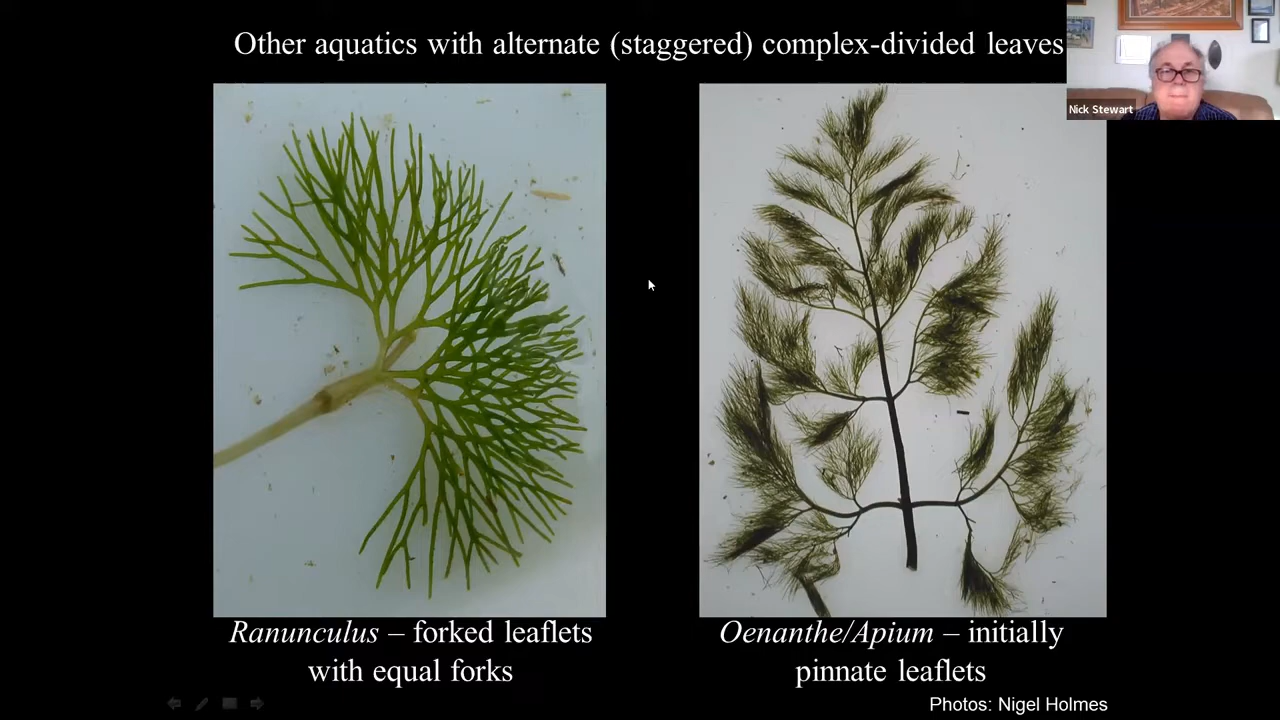 Other aquatics with alternate (staggered) complex-divided leaves
Nick Stewart
Ranunculus – forked leaflets
with equal forks
Oenanthe/Apium – initially
pinnate leaflets
Photos: Nigel Holmes